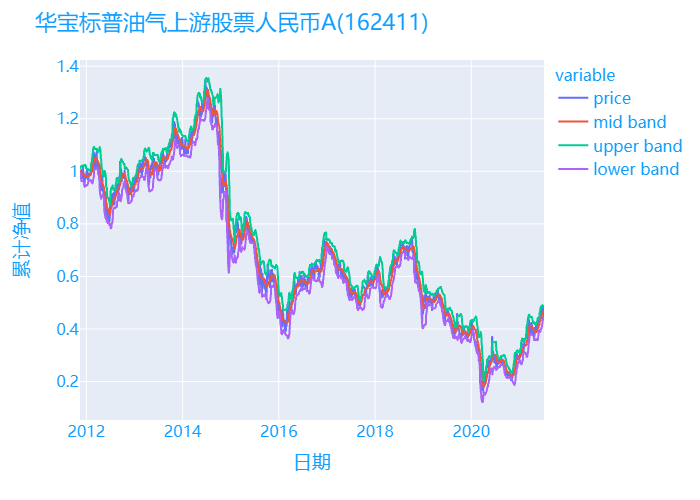 华宝标普油气上游股票人民币A(162411)
variable
price
mid band
upper band
lower band
累计净值
1.4
1.2
1
0.8
0.6
0.4
0.2
2012 2014 2016 2018 2020
日期